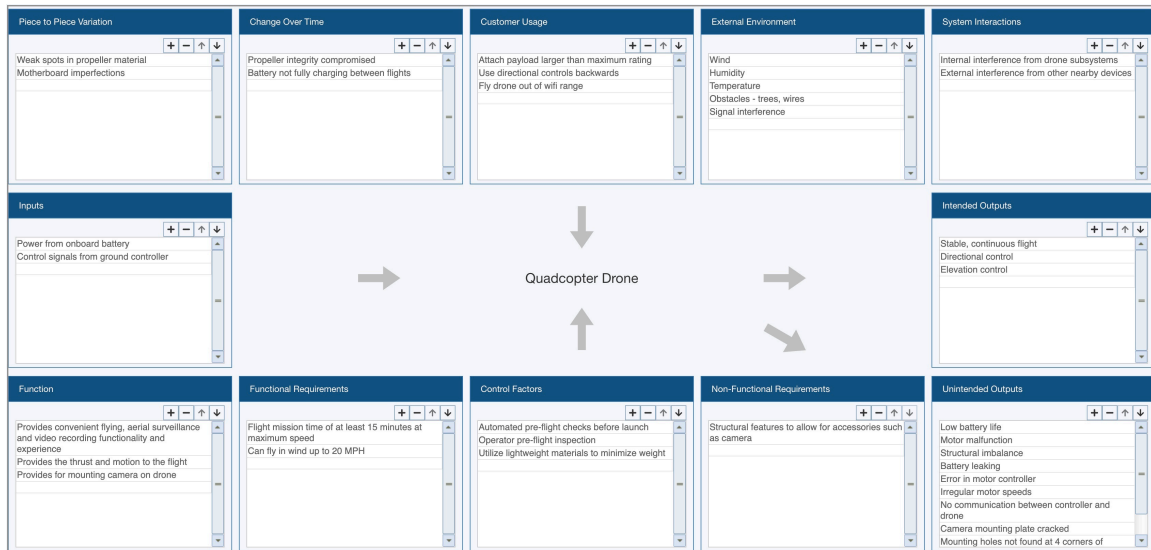 Piece to Piece Variation
Weak spots in propeller material
Motherboard imperfections
Change Over Time
Propeller integrity compromised
Battery not fully charging between flights
Customer Usage
Attach payload larger than maximum rating
Use directional controls backwards
Fly drone out of wifi range
External Environment
Wind
Humidity
Temperature
Obstacles - trees, wires
Signal interference
System Interactions
Internal interference from drone subsystems
External interference from other nearby devices
Inputs
Power from onboard battery
Control signals from ground controller
Quadcopter Drone
Intended Outputs
Stable, continuous flight
Directional control
Elevation control
Function
Provides convenient flying, aerial surveillance
and video recording functionality and
experience
Provides the thrust and motion to the flight
Provides for mounting camera on drone
Functional Requirements
Flight mission time of at least 15 minutes at
maximum speed
Can fly in wind up to 20 MPH
Control Factors
Automated pre-flight checks before launch
Operator pre-flight inspection
Utilize lightweight materials to minimize weight
Non-Functional Requirements
Structural features to allow for accessories such
as camera
Unintended Outputs
Low battery life
Motor malfunction
Structural imbalance
Battery leaking
Error in motor controller
Irregular motor speeds
No communication between controller and
drone
Camera mounting plate cracked
Mounting holes not found at 4 corners of